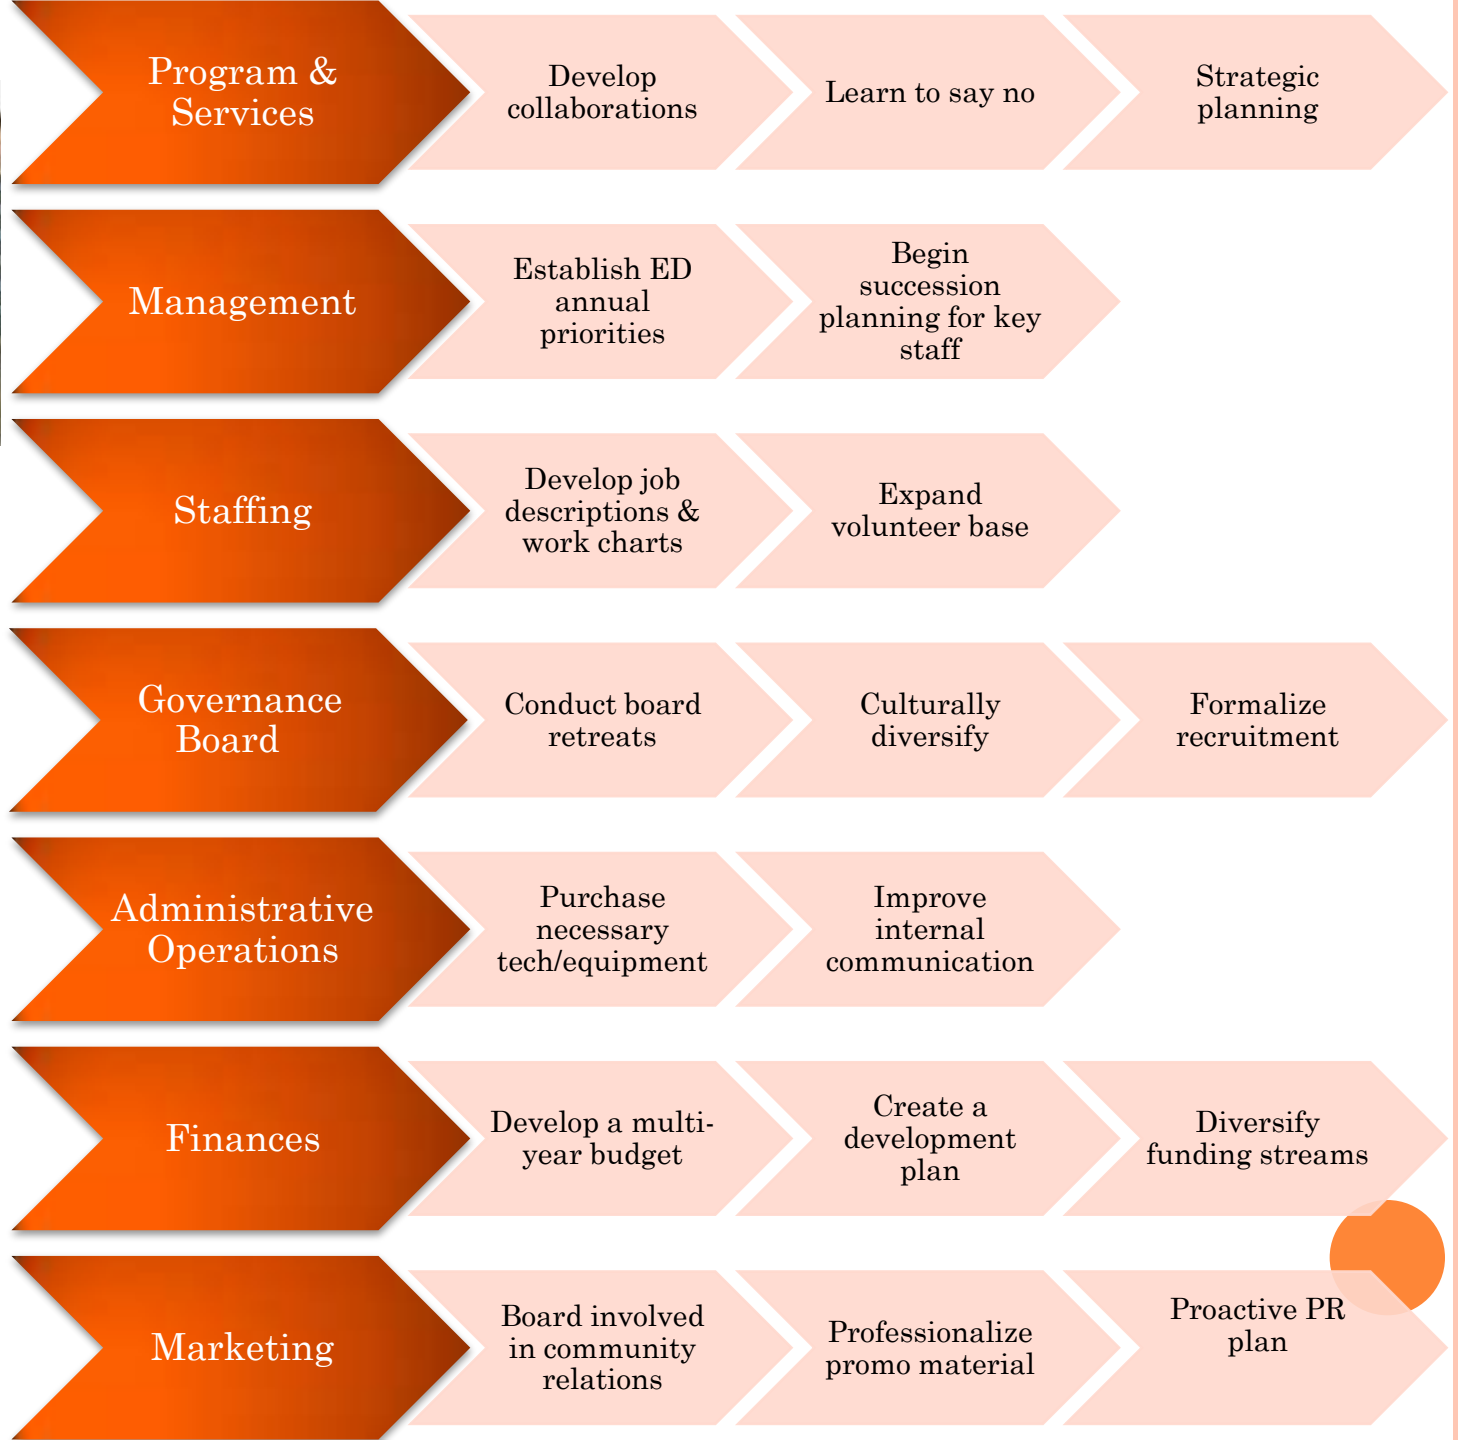 Program &
Services
Develop
collaborations
Learn to say no
Strategic
planning
Management
Establish ED
annual
priorities
Begin
succession
planning for key
staff
Staffing
Develop job
descriptions &
work charts
Expand
volunteer base
Governance
Board
Conduct board
retreats
Culturally
diversify
Formalize
recruitment
Administrative
Operations
Purchase
necessary
tech/equipment
Improve
internal
communication
Finances
Develop a multi-
year budget
Create a
development
plan
Diversify
funding streams
Marketing
Board involved
in community
relations
Professionalize
promo material
Proactive PR
plan